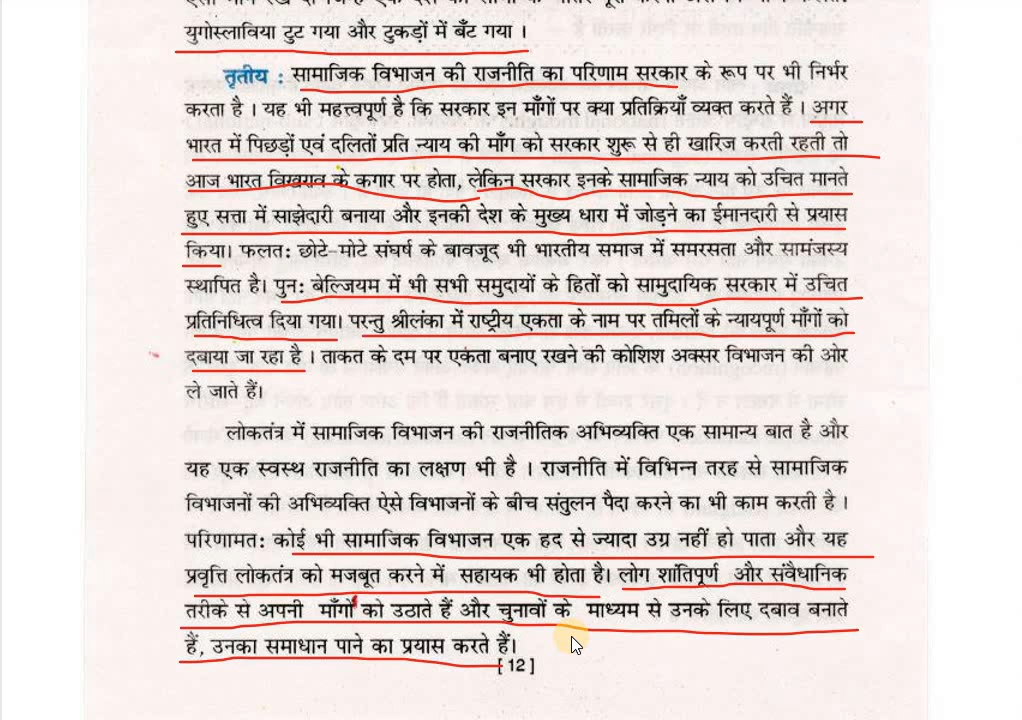 युगोस्लाविया टुट गया और टुकड़ों में बँट गया ।
तृतीय : सामाजिक विभाजन की राजनीति का परिणाम सरकार के रूप पर भी निर्भर
करता है । यह भी महत्त्वपूर्ण है कि सरकार इन माँगों पर क्या प्रतिक्रियाँ व्यक्त करते हैं । अगर
भारत में पिछड़ों एवं दलितों प्रति न्याय की माँग को सरकार शुरू से ही खारिज करती रहती तो
आज भारत विखराव के कगार पर होता, लेकिन सरकार इनके सामाजिक न्याय को उचित मानते
हुए सत्ता में साझेदारी बनाया और इनकी देश के मुख्य धारा में जोड़ने का ईमानदारी से प्रयास
किया। फलत: छोटे-मोटे संघर्ष के बावजूद भी भारतीय समाज में समरसता और सामंजस्य
स्थापित है। पुन: बेल्जियम में भी सभी समुदायों के हितों को सामुदायिक सरकार में उचित
प्रतिनिधित्व दिया गया। परन्तु श्रीलंका में राष्ट्रीय एकता के नाम पर तमिलों के न्यायपूर्ण माँगों को
दबाया जा रहा है । ताकत के दम पर एकता बनाए रखने की कोशिश अक्सर विभाजन की ओर
ले जाते हैं।
लोकतंत्र में सामाजिक विभाजन की राजनीतिक अभिव्यक्ति एक सामान्य बात है और
यह एक स्वस्थ राजनीति का लक्षण भी है । राजनीति में विभिन्न तरह से सामाजिक
विभाजनों की अभिव्यक्ति ऐसे विभाजनों के बीच संतुलन पैदा करने का भी काम करती है ।
परिणामत: कोई भी सामाजिक विभाजन एक हद से ज्यादा उग्र नहीं हो पाता और यह
प्रवृत्ति लोकतंत्र को मजबूत करने में सहायक भी होता है। लोग शांतिपूर्ण और संवैधानिक
तरीके से अपनी माँगों को उठाते हैं और चुनावों के माध्यम से उनके लिए दबाव बनाते
हैं, उनका समाधान पाने का प्रयास करते हैं।
[ 12 ]